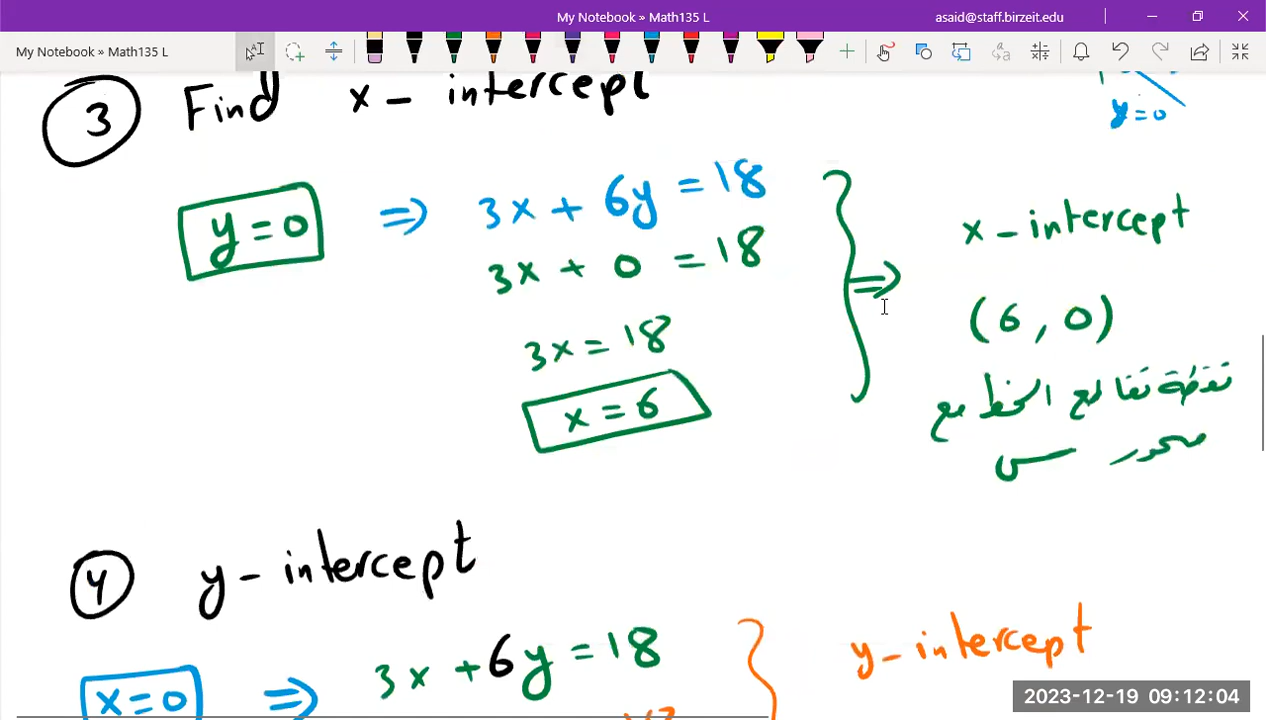 My Notebook » Math135 L
asaid@staff.birzeit.edu
My Notebook » Math135 L
3 Find x - intercept
y = 0
y = 0 ⇒ 3x + 6y = 18
3x + 0 = 18
3x = 18
x = 6
⇒ x - intercept
(6, 0)
نقطة تقاطع الخط مع
محور س
4 y - intercept
x = 0 ⇒ 3x + 6y = 18
y - intercept
2023-12-19 09:12:04